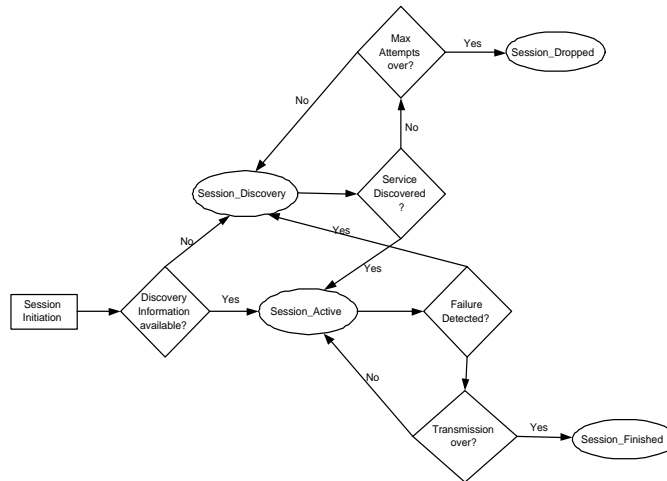 Max
Attempts
over?
Yes
Session_Dropped
No
No
Service
Discovered
?
Session_Discovery
Yes
No
Yes
Session
Initiation
Discovery
Information
available?
Yes
Session_Active
Failure
Detected?
No
Transmission
over?
Yes
Session_Finished